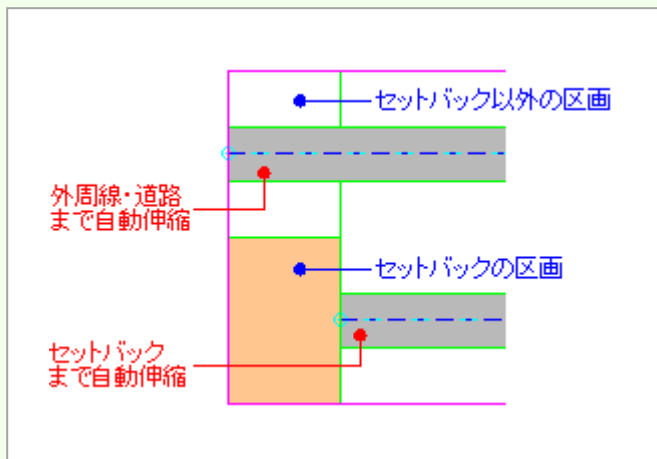 セットバック以外の区画
外周線・道路
まで自動伸縮
セットバックの区画
セットバック
まで自動伸縮